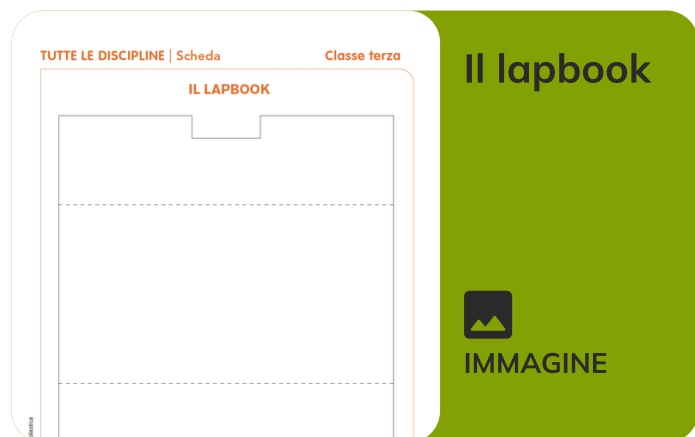 TUTTE LE DISCIPLINE | Scheda
Classe terza
IL LAPBOOK
Il lapbook
IMMAGINE